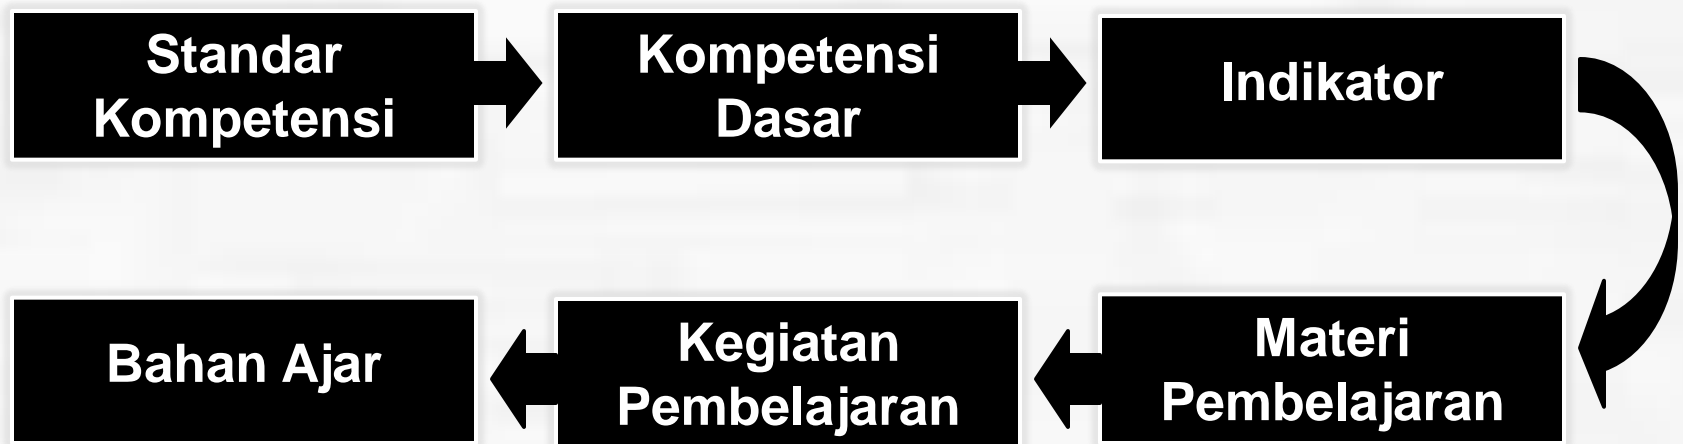 Standar
Kompetensi
Kompetensi
Dasar
Indikator
Materi
Pembelajaran
Kegiatan
Pembelajaran
Bahan Ajar